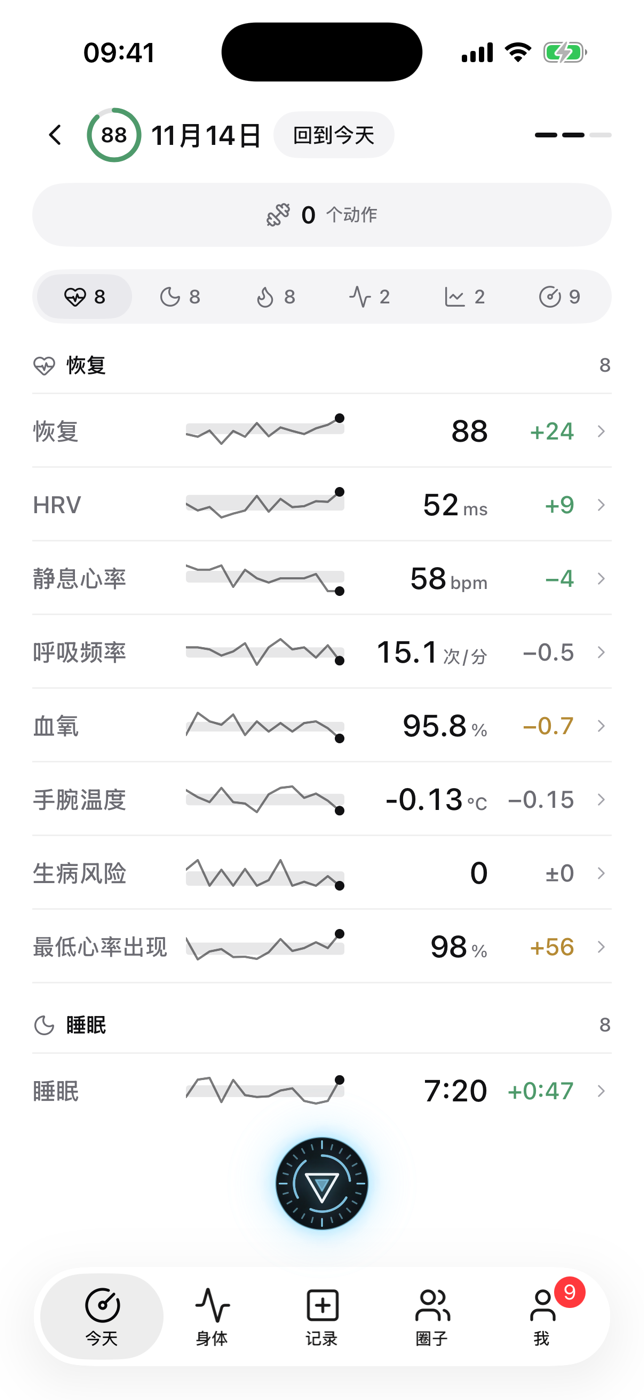 09:41
88 11月14日 回到今天
0 个动作
8 8 8 2 2 9
恢复 8
恢复 88 +24
HRV 52 ms +9
静息心率 58 bpm −4
呼吸频率 15.1 次/分 −0.5
血氧 95.8 % −0.7
手腕温度 -0.13 °C −0.15
生病风险 0 ±0
最低心率出现 98 % +56
睡眠 8
睡眠 7:20 +0:47
9
今天 身体 记录 圈子 我